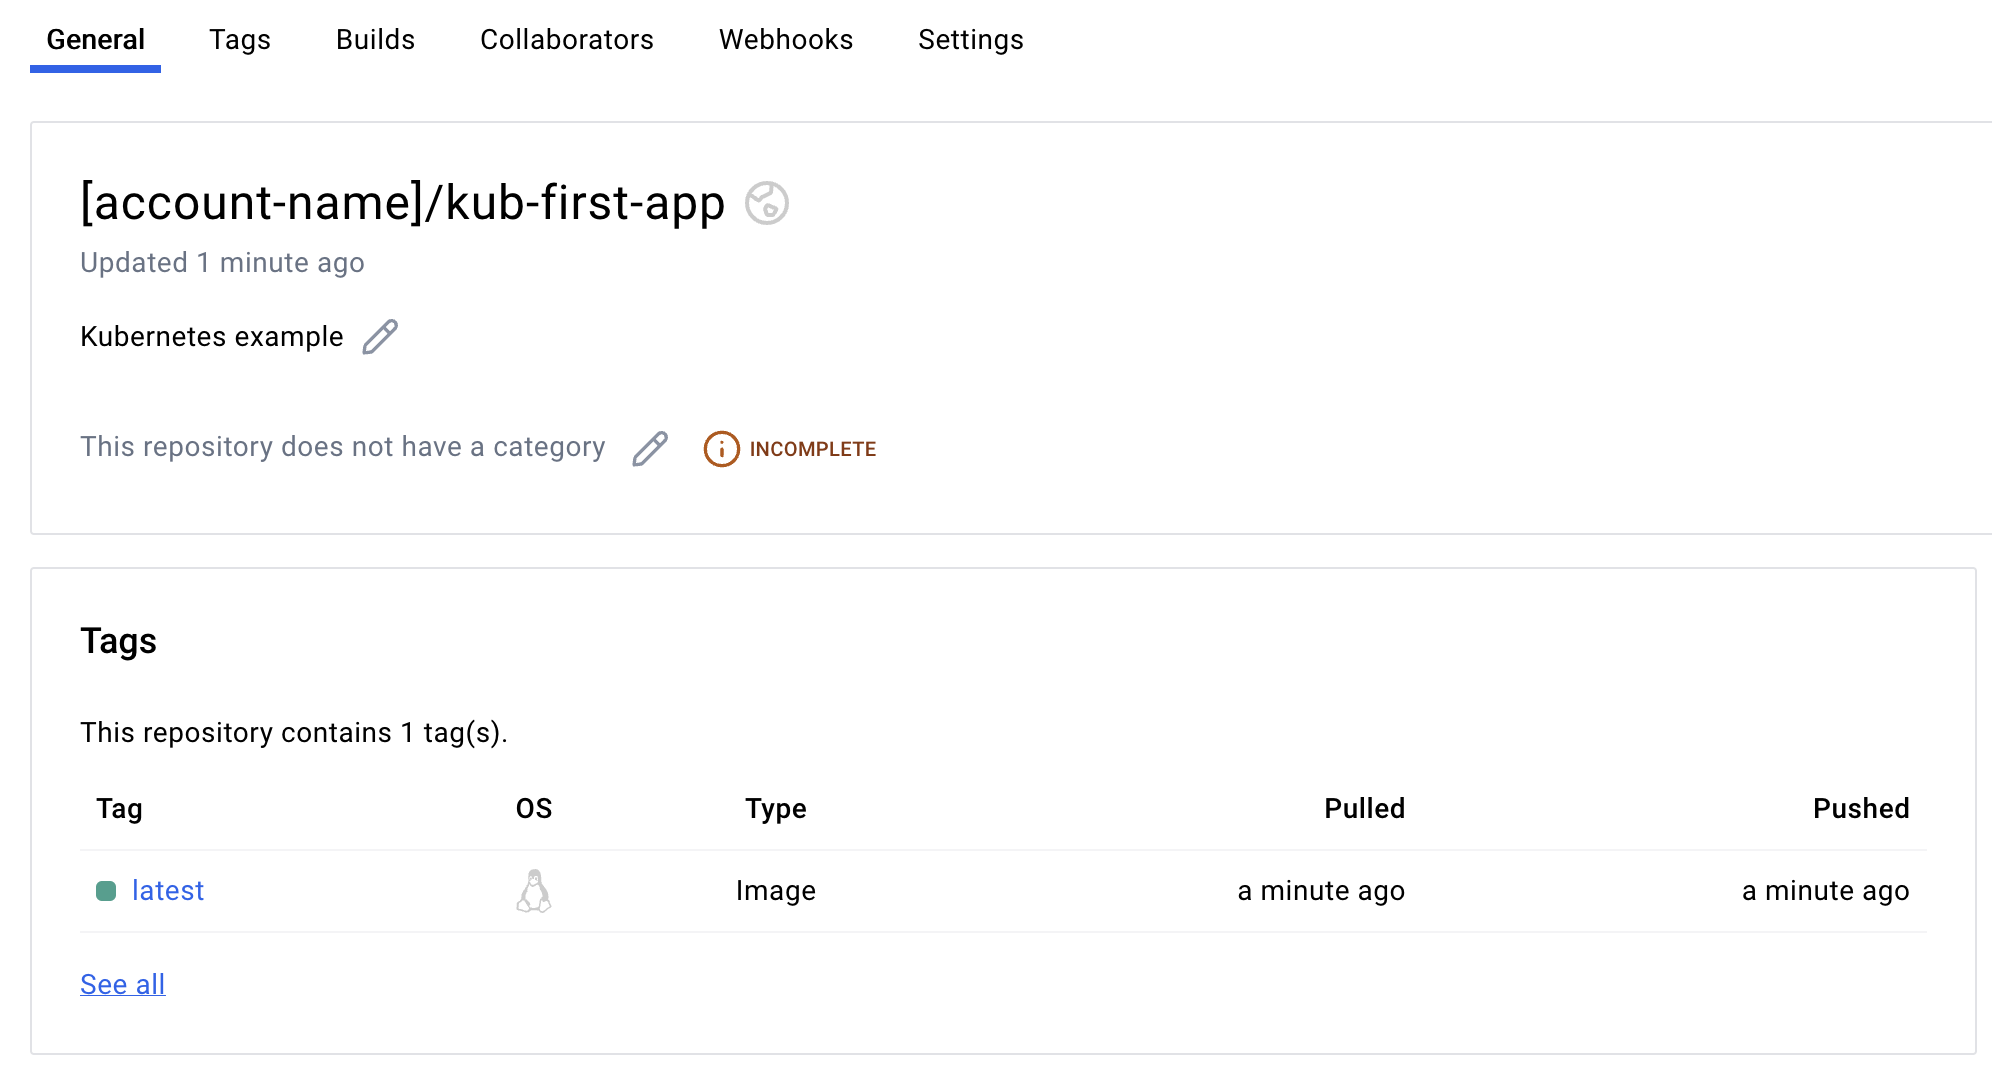 General Tags Builds Collaborators Webhooks Settings
[account-name]/kub-first-app
Updated 1 minute ago
Kubernetes example
This repository does not have a category INCOMPLETE
Tags
This repository contains 1 tag(s).
Tag OS Type Pulled Pushed
latest Image a minute ago a minute ago
See all